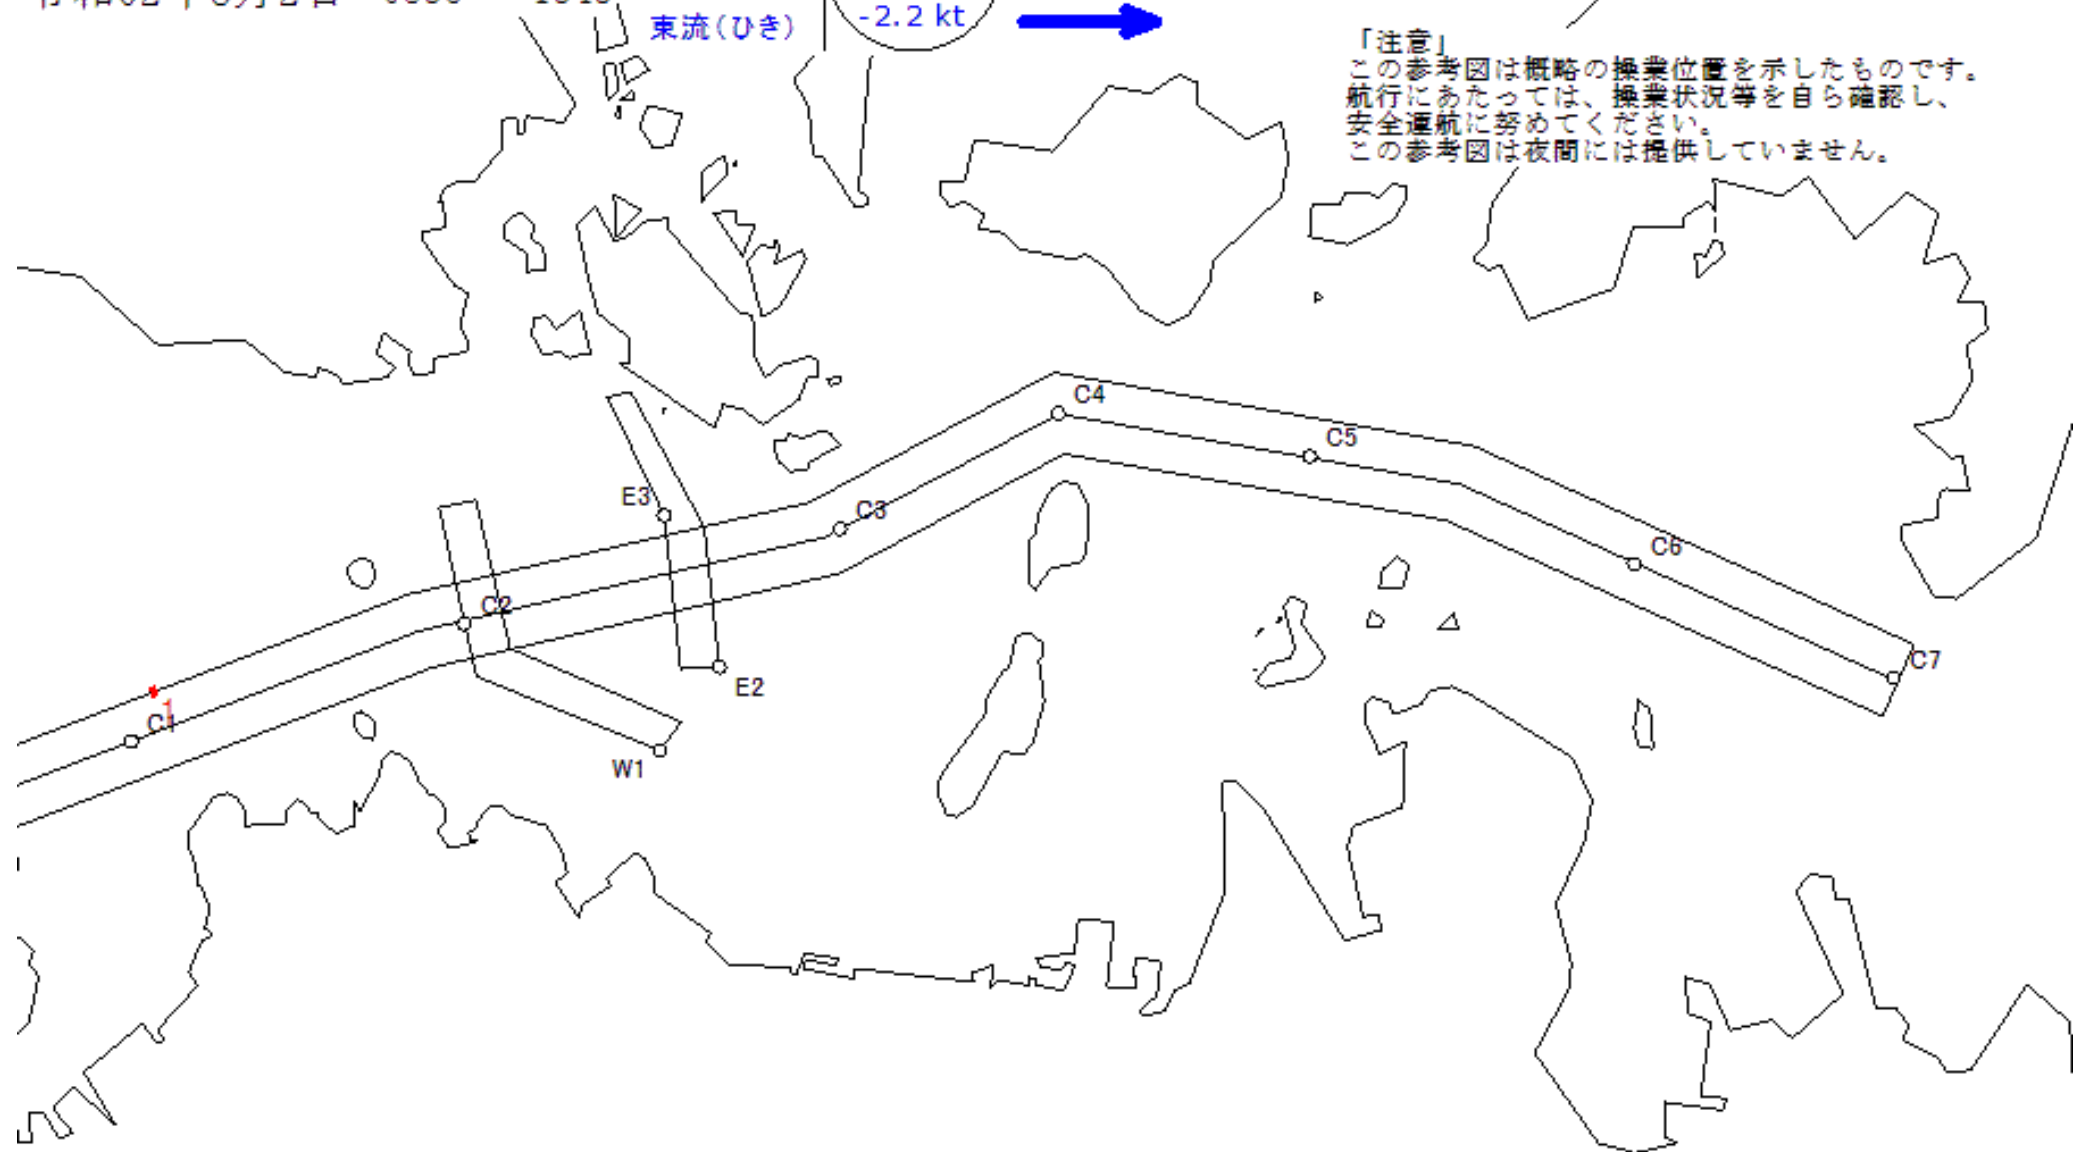 東流(ひき)
-2.2 kt
「注意」
この参考図は概略の操業位置を示したものです。
航行にあたっては、操業状況等を自ら確認し、
安全運航に努めてください。
この参考図は夜間には提供していません。
C4
C5
E3
C3
C6
C2
C7
E2
1
C1
W1